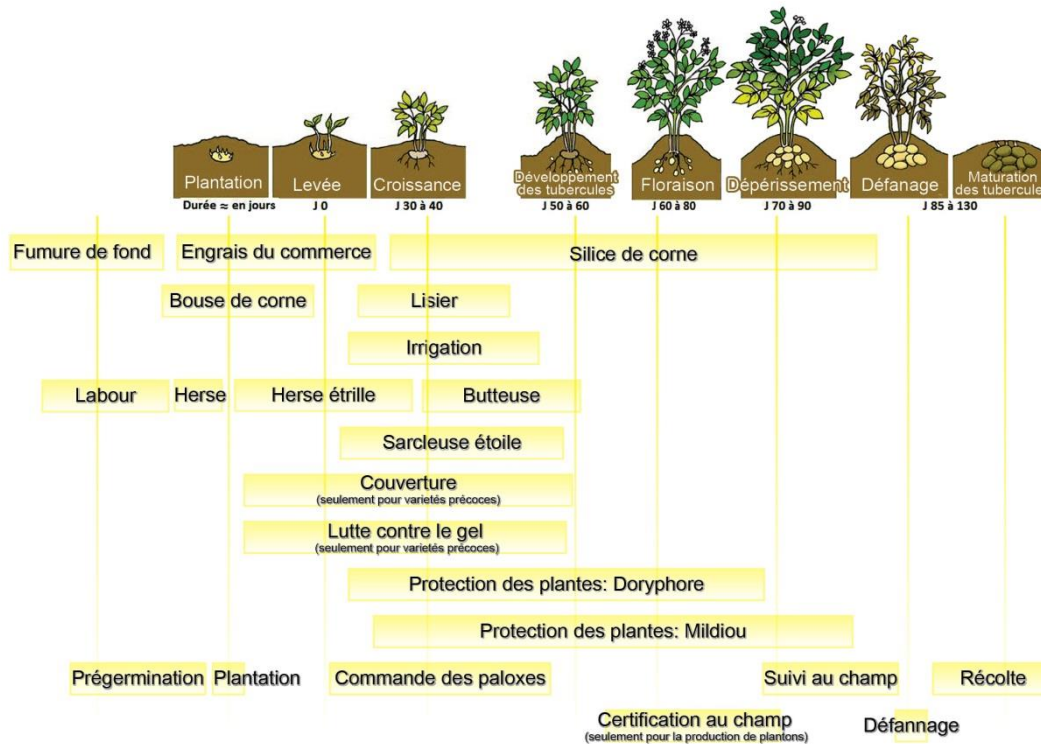 Plantation
Levée
Croissance
Développement
des tubercules
Floraison
Dépérissement
Défanage
Maturation
des tubercule
Durée ≈ en jours
J 0
J 30 à 40
J 50 à 60
J 60 à 80
J 70 à 90
J 85 à 130
Fumure de fond
Engrais du commerce
Silice de corne
Bouse de corne
Lisier
Irrigation
Labour
Herse
Herse étrille
Butteuse
Sarcleuse étoile
Couverture
(seulement pour varietés précoces)
Lutte contre le gel
(seulement pour varietés précoces)
Protection des plantes: Doryphore
Protection des plantes: Mildiou
Prégermination
Plantation
Commande des paloxes
Suivi au champ
Récolte
Certification au champ
(seulement pour la production de plantons)
Défannage